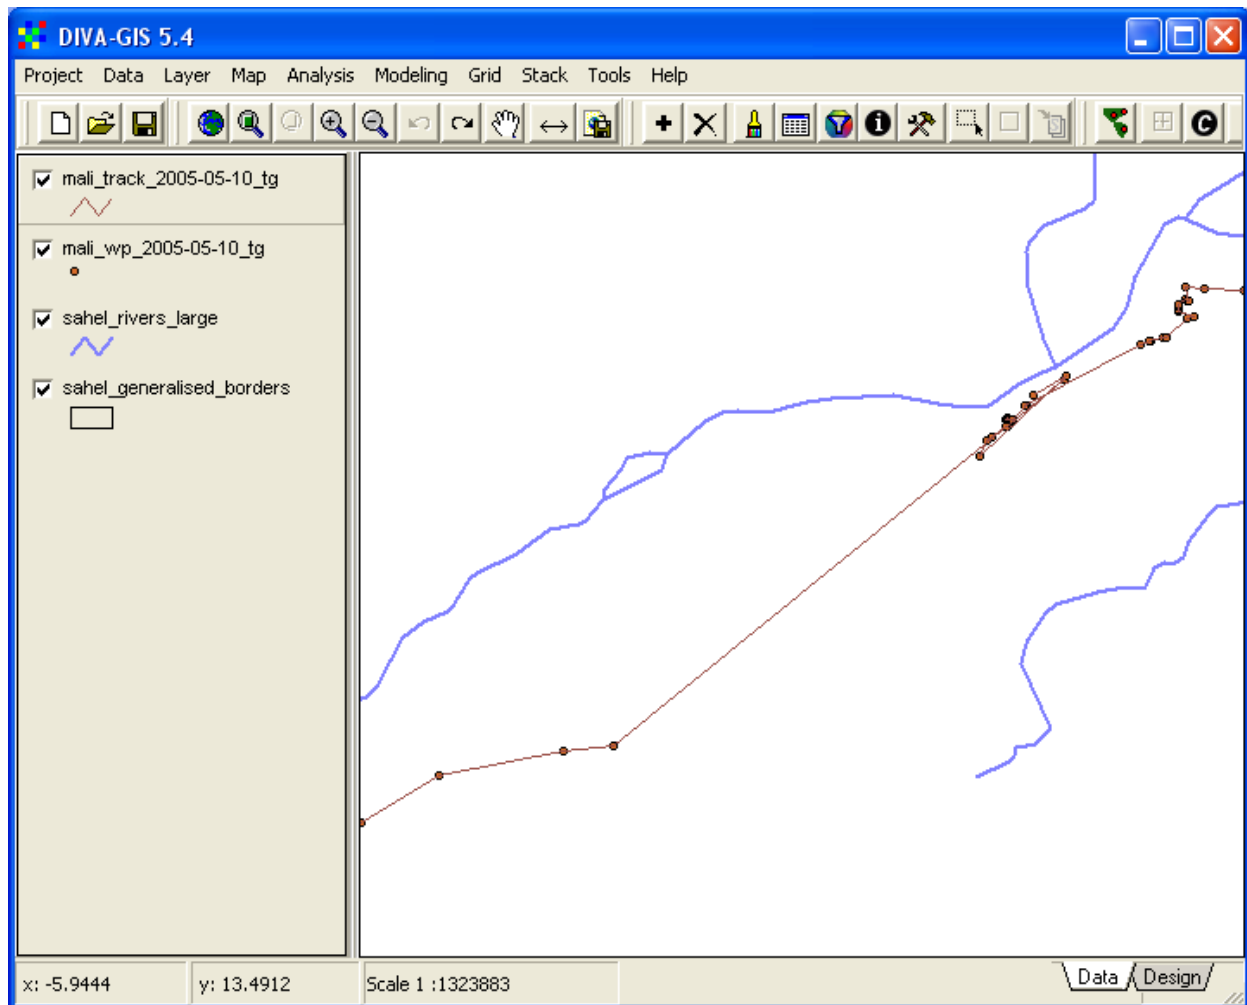 DIVA-GIS 5.4
Project Data Layer Map Analysis Modeling Grid Stack Tools Help
mali_track_2005-05-10_tg
mali_wp_2005-05-10_tg
sahel_rivers_large
sahel_generalised_borders
x: -5.9444 y: 13.4912 Scale 1 :1323883 Data Design